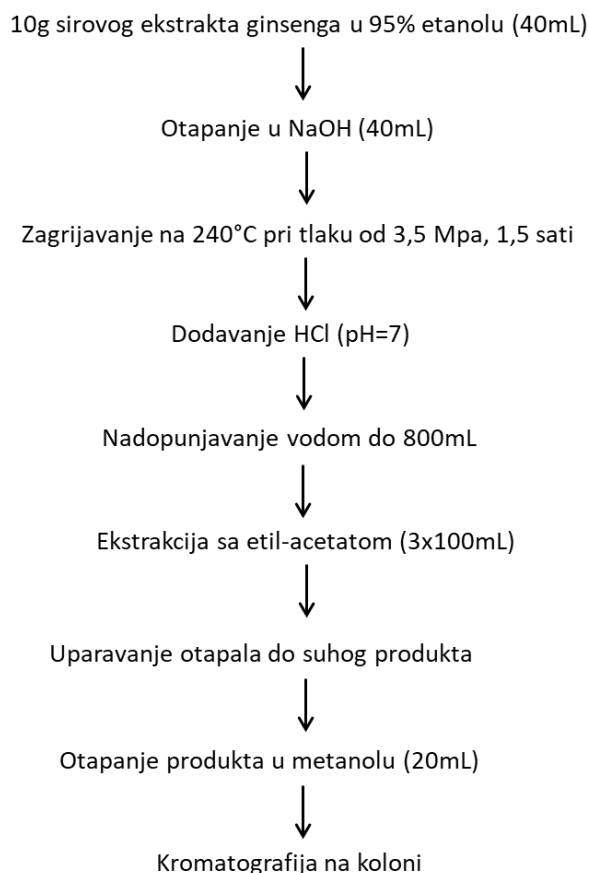 10g sirovog ekstrakta ginsenga u 95% etanolu (40mL)
Otapanje u NaOH (40mL)
Zagrijavanje na 240°C pri tlaku od 3,5 Mpa, 1,5 sati
Dodavanje HCl (pH=7)
Nadopunjavanje vodom do 800mL
Ekstrakcija sa etil-acetatom (3x100mL)
Uparavanje otapala do suhog produkta
Otapanje produkta u metanolu (20mL)
Kromatografija na koloni